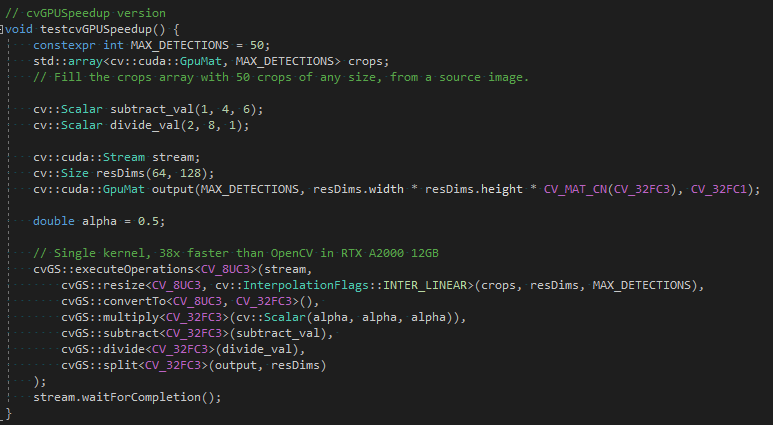 // cvGPUSpeedup version
void testcvGPUSpeedup() {
constexpr int MAX_DETECTIONS = 50;
std::array<cv::cuda::GpuMat, MAX_DETECTIONS> crops;
// Fill the crops array with 50 crops of any size, from a source image.
cv::Scalar subtract_val(1, 4, 6);
cv::Scalar divide_val(2, 8, 1);
cv::cuda::Stream stream;
cv::Size resDims(64, 128);
cv::cuda::GpuMat output(MAX_DETECTIONS, resDims.width * resDims.height * CV_MAT_CN(CV_32FC3), CV_32FC1);
double alpha = 0.5;
// Single kernel, 38x faster than OpenCV in RTX A2000 12GB
cvGS::executeOperations<CV_8UC3>(stream,
cvGS::resize<CV_8UC3, cv::InterpolationFlags::INTER_LINEAR>(crops, resDims, MAX_DETECTIONS),
cvGS::convertTo<CV_8UC3, CV_32FC3>(),
cvGS::multiply<CV_32FC3>(cv::Scalar(alpha, alpha, alpha)),
cvGS::subtract<CV_32FC3>(subtract_val),
cvGS::divide<CV_32FC3>(divide_val),
cvGS::split<CV_32FC3>(output, resDims)
);
stream.waitForCompletion();
}